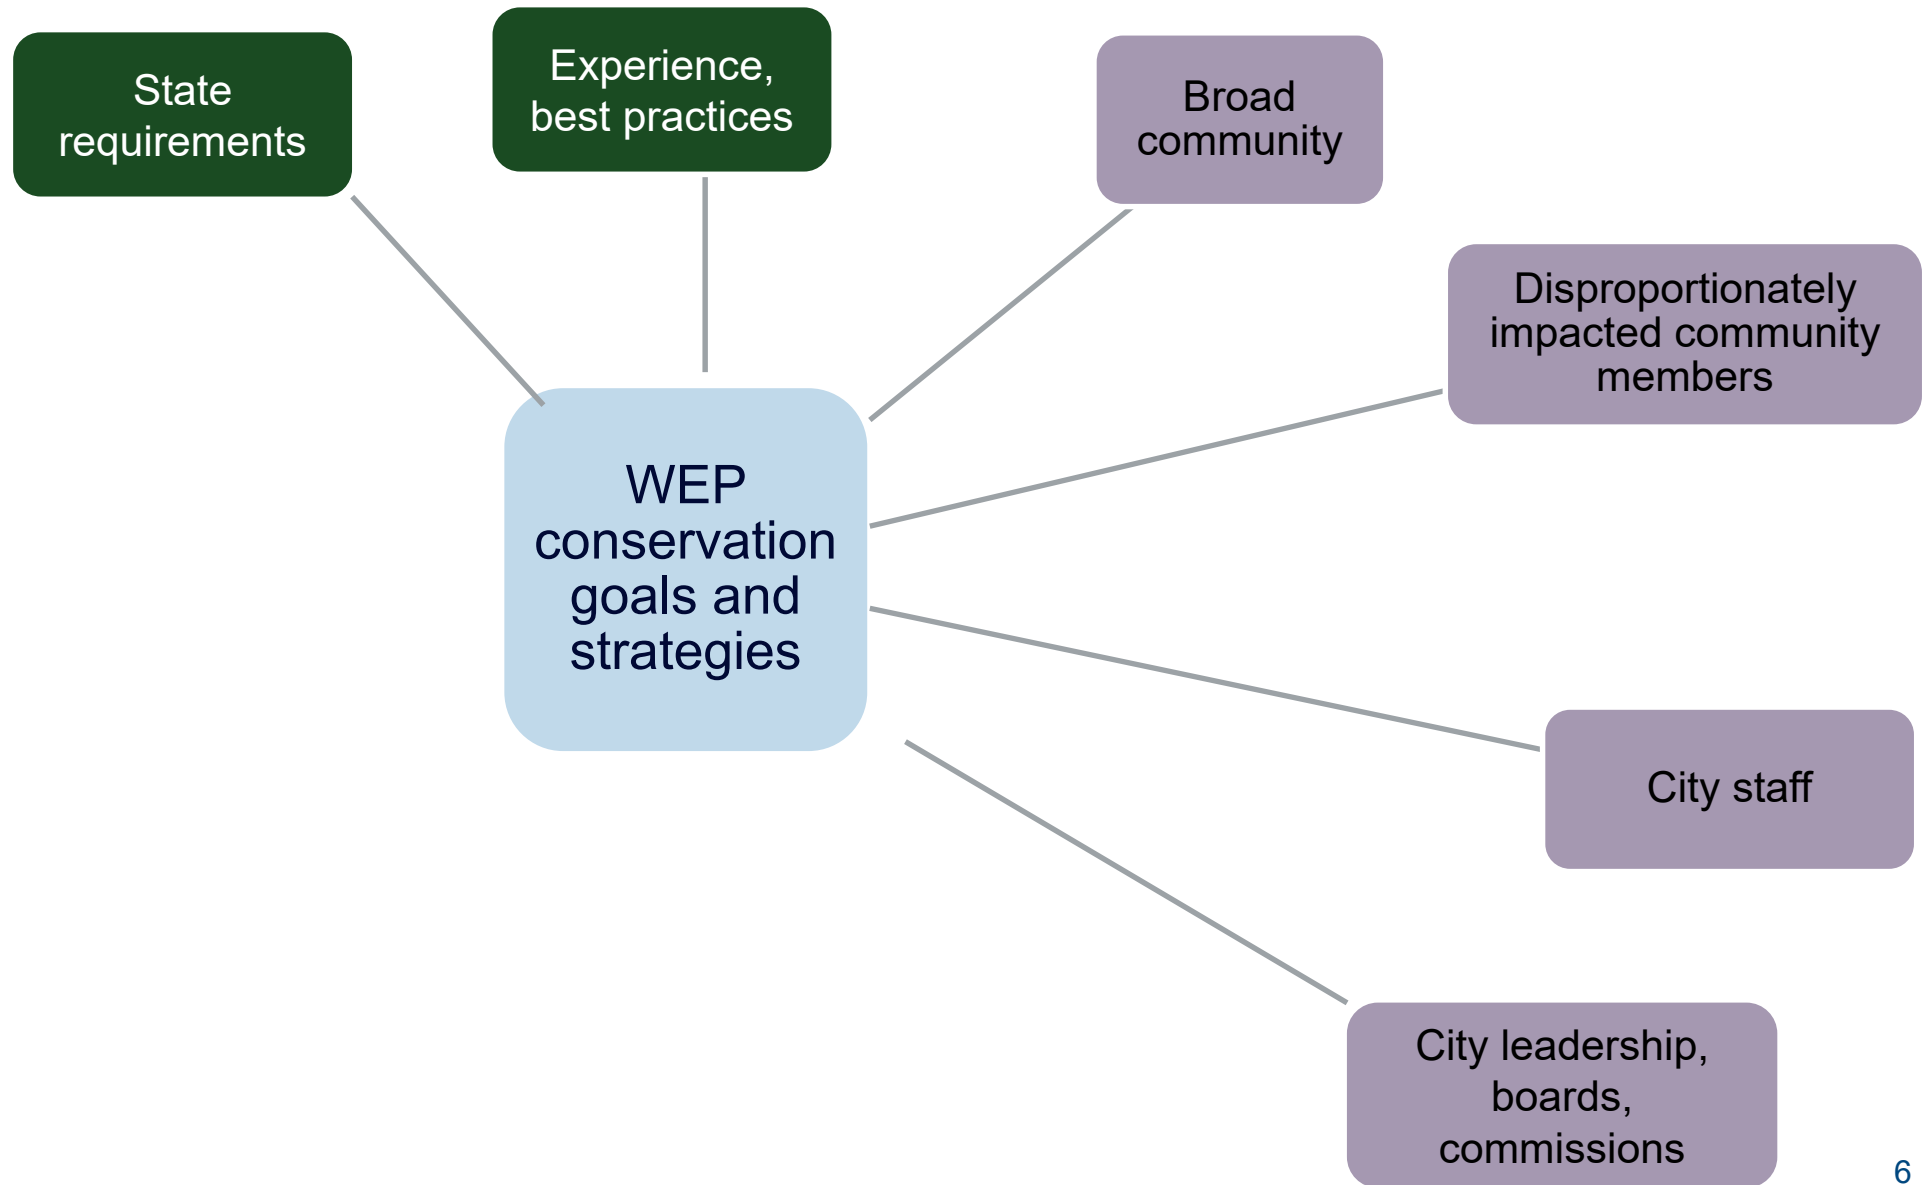 State
requirements
Experience,
best practices
Broad
community
Disproportionately
impacted community
members
WEP
conservation
goals and
strategies
City staff
City leadership,
boards,
commissions
6